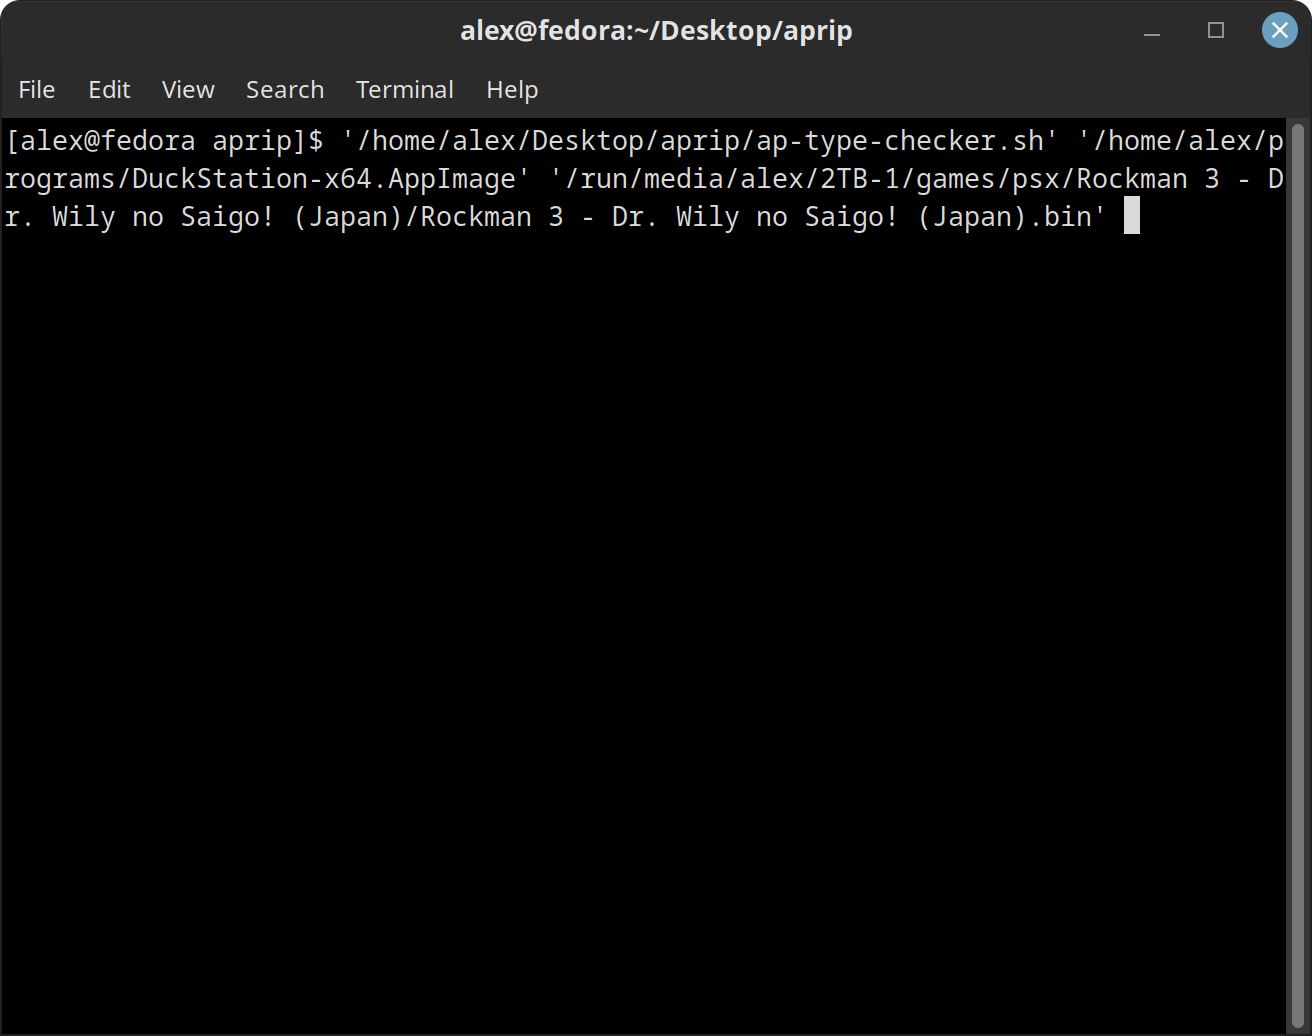 alex@fedora:~/Desktop/aprip
File Edit View Search Terminal Help
[alex@fedora aprip]$ '/home/alex/Desktop/aprip/ap-type-checker.sh' '/home/alex/p
rograms/DuckStation-x64.AppImage' '/run/media/alex/2TB-1/games/psx/Rockman 3 - D
r. Wily no Saigo! (Japan)/Rockman 3 - Dr. Wily no Saigo! (Japan).bin'